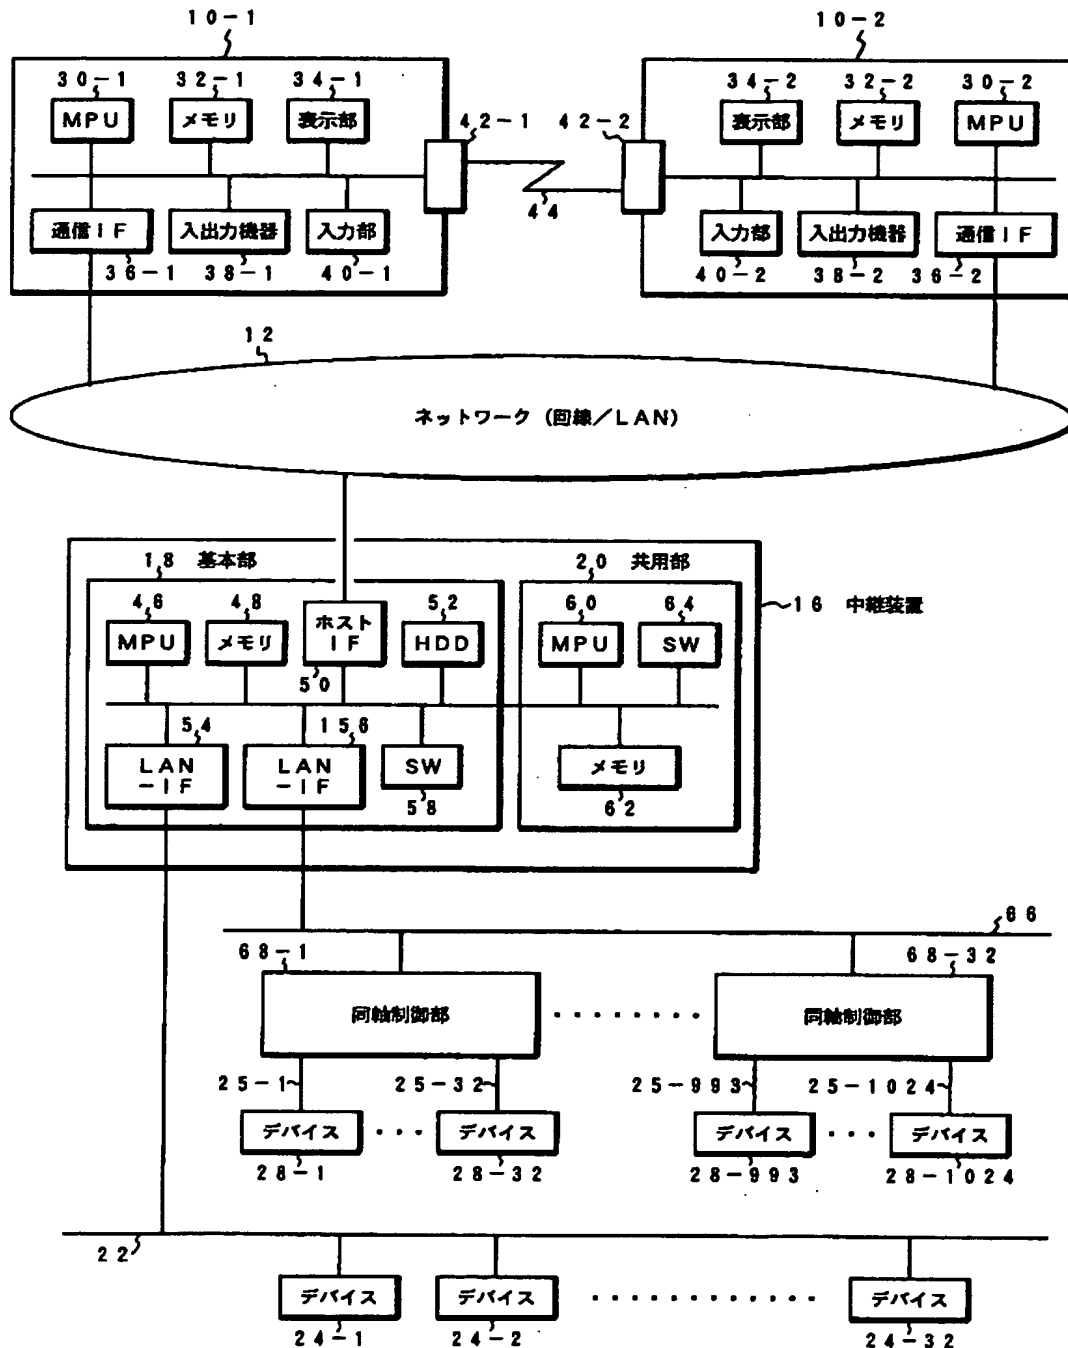 10-1 10-2
30-1 32-1 34-1 34-2 32-2 30-2
MPU メモリ 表示部 42-1 42-2 表示部 メモリ MPU
44
通信IF 入出力機器 入力部 入力部 入出力機器 通信IF
36-1 38-1 40-1 40-2 38-2 36-2
12
ネットワーク(回線/LAN)
18 基本部 20 共用部
46 48 52 60 64 16 中継装置
MPU メモリ ホストIF HDD MPU SW
50
54 156
LAN-IF LAN-IF SW メモリ
58 62
66
68-1 68-32
同軸制御部 ········ 同軸制御部
25-1 25-32 25-993 25-1024
デバイス ··· デバイス デバイス ··· デバイス
28-1 28-32 28-993 28-1024
22
デバイス デバイス ············ デバイス
24-1 24-2 24-32